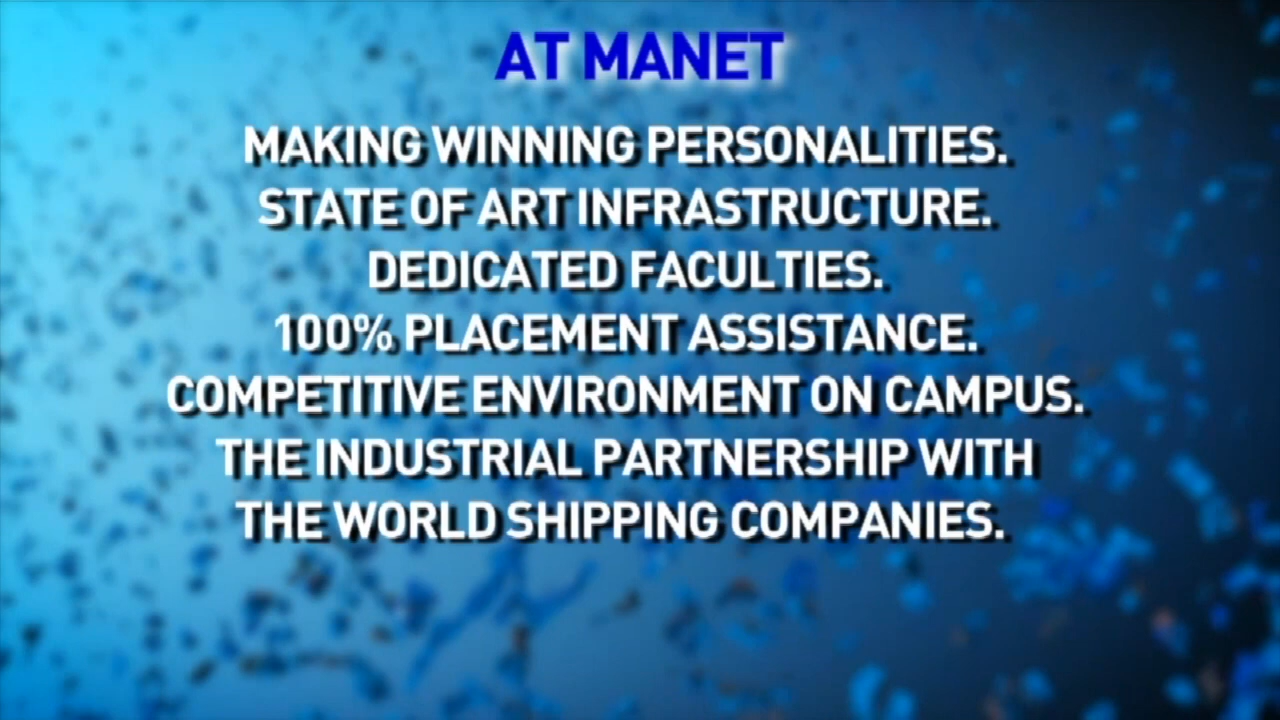 AT MANET
MAKING WINNING PERSONALITIES.
STATE OF ART INFRASTRUCTURE.
DEDICATED FACULTIES.
100% PLACEMENT ASSISTANCE.
COMPETITIVE ENVIRONMENT ON CAMPUS.
THE INDUSTRIAL PARTNERSHIP WITH
THE WORLD SHIPPING COMPANIES.